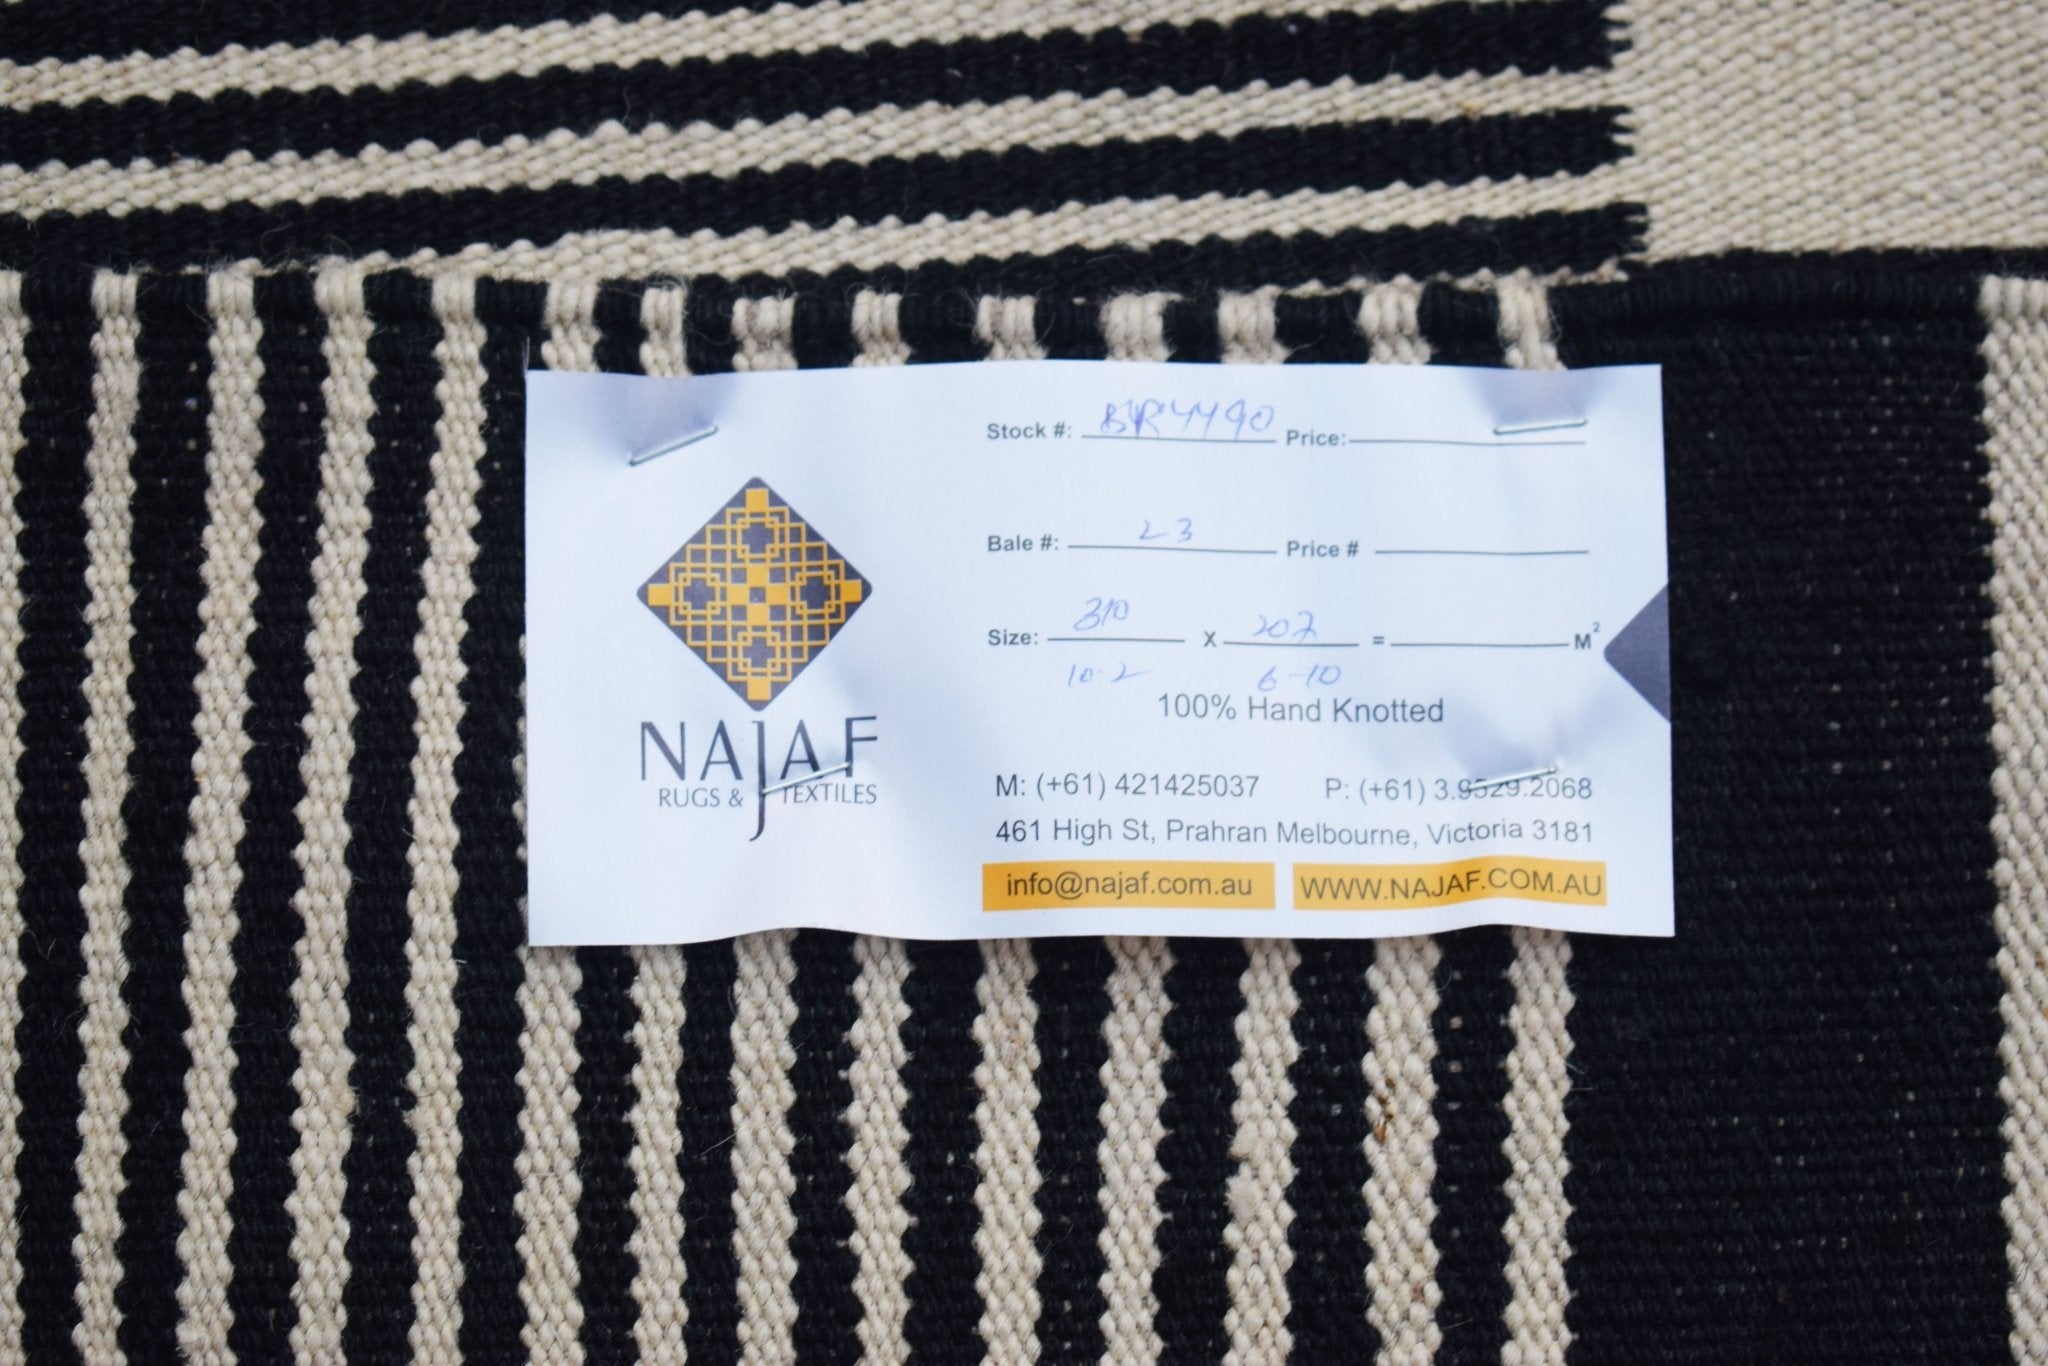 Stock #: BR4490 Price:
Bale #: 23 Price #
Size: 310 X 207 = M²
10.2 6-10
100% Hand Knotted
NAJAF
RUGS & TEXTILES
M: (+61) 421425037 P: (+61) 3.9529.2068
461 High St, Prahran Melbourne, Victoria 3181
info@najaf.com.au WWW.NAJAF.COM.AU